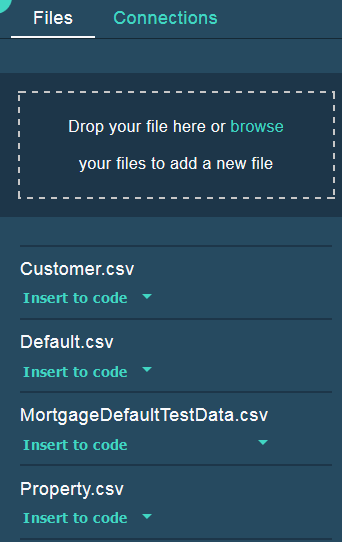 Files Connections
Drop your file here or browse
your files to add a new file
Customer.csv
Insert to code
Default.csv
Insert to code
MortgageDefaultTestData.csv
Insert to code
Property.csv
Insert to code